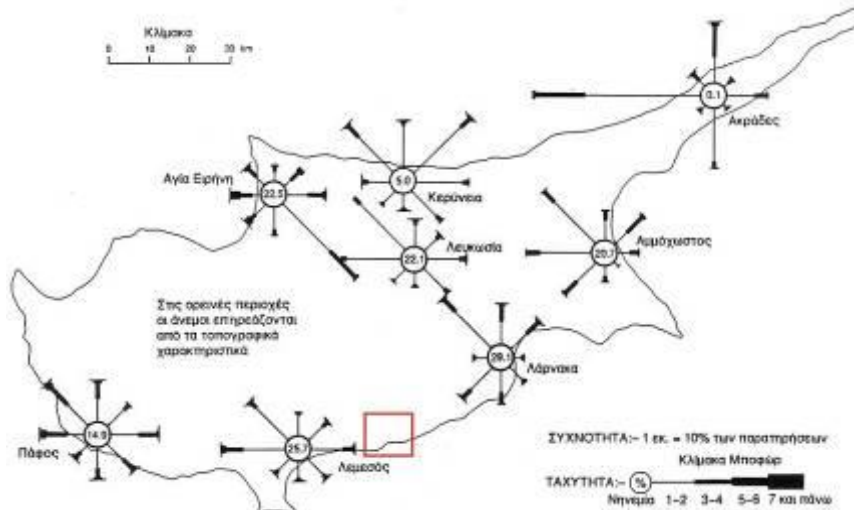 Κλίμακα
0 10 20 30 km
0.1
Ακράδες
Αγία Ειρήνη
22.5
5.0
Κερύνεια
Λευκωσία
22.1
Αμμόχωστος
20.7
Στις ορεινές περιοχές
οι άνεμοι επηρεάζονται
από τα τοπογραφικά
χαρακτηριστικά
29.1
Λάρνακα
14.9
Πάφος
25.7
Λεμεσός
ΣΥΧΝΟΤΗΤΑ:- 1 εκ. = 10% των παρατηρήσεων
Κλίμακα Μποφώρ
ΤΑΧΥΤΗΤΑ:- %
Νηνεμία 1-2 3-4 5-6 7 και πάνω